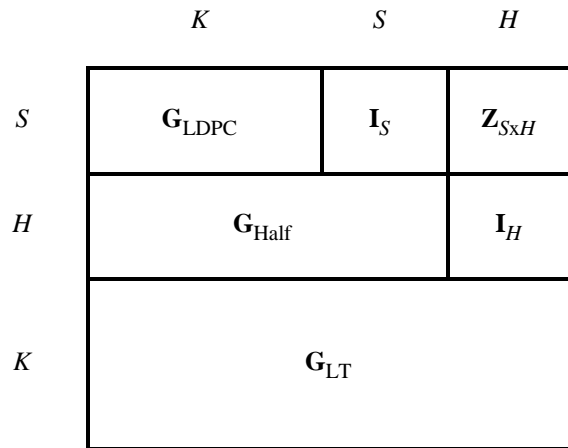 K S H
S G_LDPC I_S Z_SxH
H G_Half I_H
K G_LT